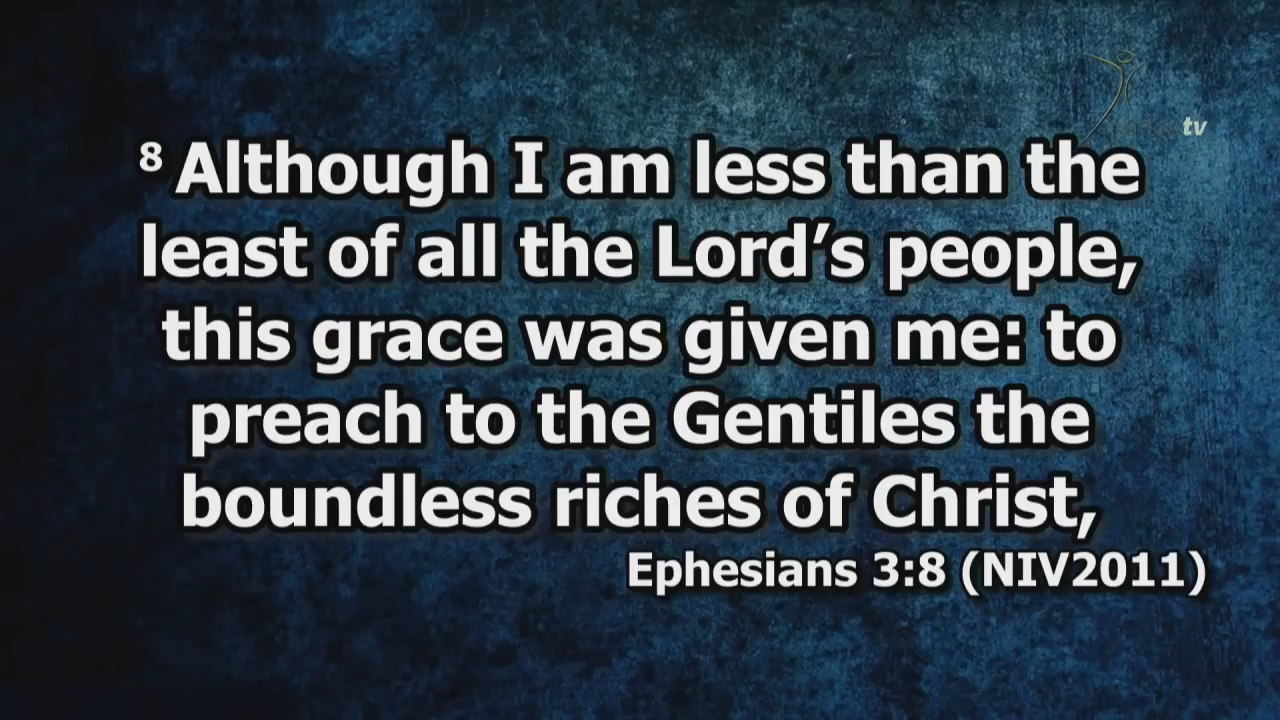 tv
8 Although I am less than the
least of all the Lord’s people,
this grace was given me: to
preach to the Gentiles the
boundless riches of Christ,
Ephesians 3:8 (NIV2011)